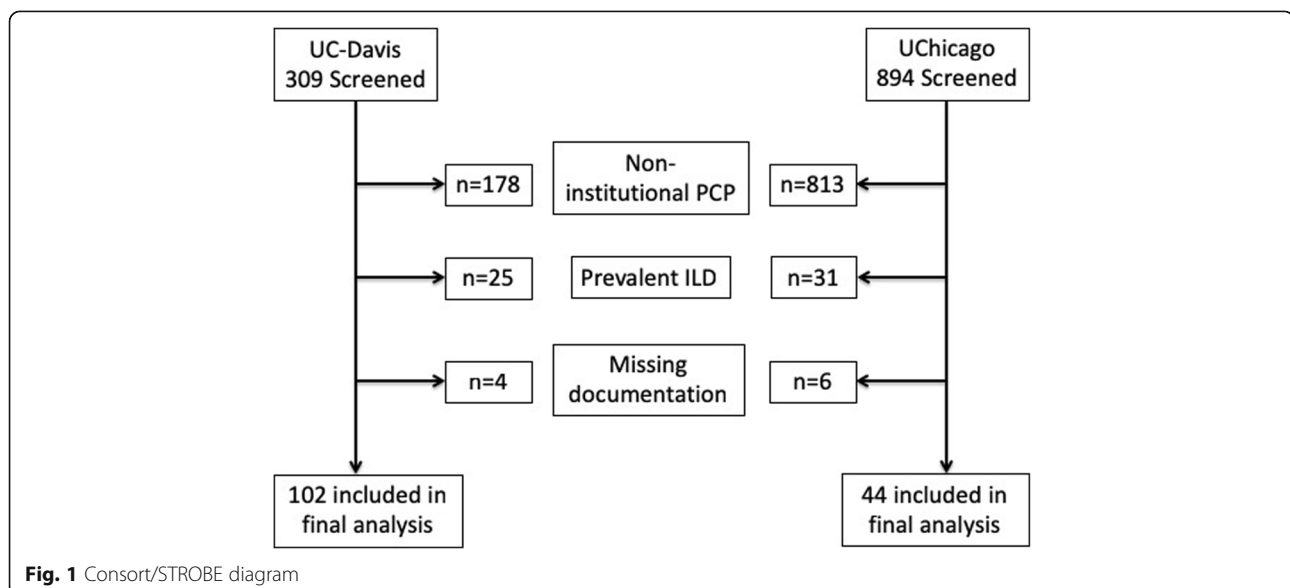 UC-Davis
309 Screened
UChicago
894 Screened
Non-
institutional PCP
n=178
n=813
n=25
Prevalent ILD
n=31
Missing
documentation
n=4
n=6
102 included in
final analysis
44 included in
final analysis
Fig. 1 Consort/STROBE diagram